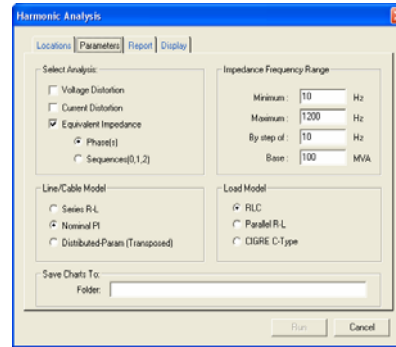 Harmonic Analysis
Locations Parameters Report Display
Select Analysis:
Voltage Distortion
Current Distortion
Equivalent Impedance
Phase(s)
Sequences(0,1,2)
Impedance Frequency Range
Minimum : 10 Hz
Maximum : 1200 Hz
By step of : 10 Hz
Base : 100 MVA
Line/Cable Model
Series R-L
Nominal PI
Distributed-Param (Transposed)
Load Model
RLC
Parallel R-L
CIGRE C-Type
Save Charts To:
Folder:
Run Cancel